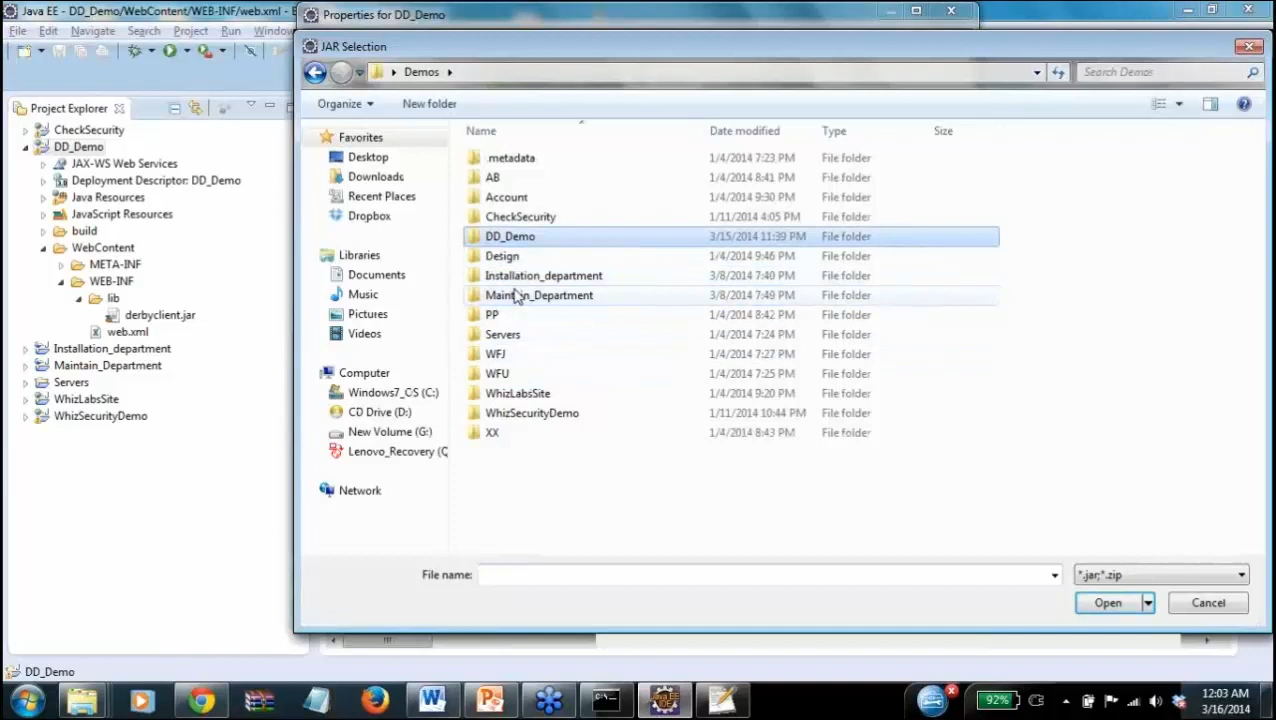 Java EE - DD_Demo/WebContent/WEB-INF/web.xml - E
File Edit Navigate Search Project Run Window
Project Explorer
CheckSecurity
DD_Demo
JAX-WS Web Services
Deployment Descriptor: DD_Demo
Java Resources
JavaScript Resources
build
WebContent
META-INF
WEB-INF
lib
derbyclient.jar
web.xml
Installation_department
Maintain_Department
Servers
WhizLabsSite
WhizSecurityDemo
DD_Demo
Properties for DD_Demo
JAR Selection
Demos
Search Demos
Organize New folder
Favorites
Desktop
Downloads
Recent Places
Dropbox
Libraries
Documents
Music
Pictures
Videos
Computer
Windows7_OS (C:)
CD Drive (D:)
New Volume (G:)
Lenovo_Recovery (Q
Network
Name Date modified Type Size
.metadata 1/4/2014 7:23 PM File folder
AB 1/4/2014 8:41 PM File folder
Account 1/4/2014 9:30 PM File folder
CheckSecurity 1/11/2014 4:05 PM File folder
DD_Demo 3/15/2014 11:39 PM File folder
Design 1/4/2014 9:46 PM File folder
Installation_department 3/8/2014 7:49 PM File folder
Maintain_Department 3/8/2014 7:49 PM File folder
PP 1/4/2014 8:42 PM File folder
Servers 1/4/2014 7:24 PM File folder
WFJ 1/4/2014 7:27 PM File folder
WFU 1/4/2014 7:25 PM File folder
WhizLabsSite 1/4/2014 9:20 PM File folder
WhizSecurityDemo 1/11/2014 10:44 PM File folder
XX 1/4/2014 8:43 PM File folder
File name: *.jar;*.zip
Open Cancel
92%
12:03 AM
3/16/2014